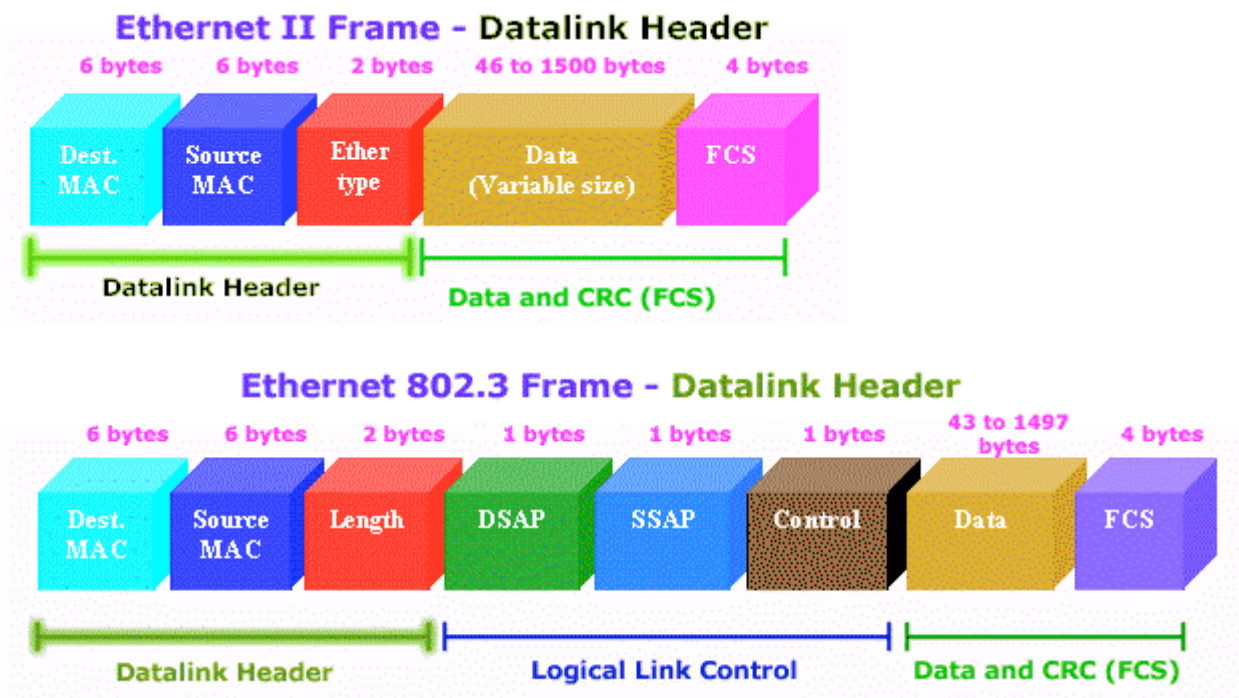 Ethernet II Frame - Datalink Header
6 bytes 6 bytes 2 bytes 46 to 1500 bytes 4 bytes
Dest. MAC
Source MAC
Ether type
Data (Variable size)
FCS
Datalink Header
Data and CRC (FCS)
Ethernet 802.3 Frame - Datalink Header
6 bytes 6 bytes 2 bytes 1 bytes 1 bytes 1 bytes 43 to 1497 bytes 4 bytes
Dest. MAC
Source MAC
Length
DSAP
SSAP
Control
Data
FCS
Datalink Header
Logical Link Control
Data and CRC (FCS)